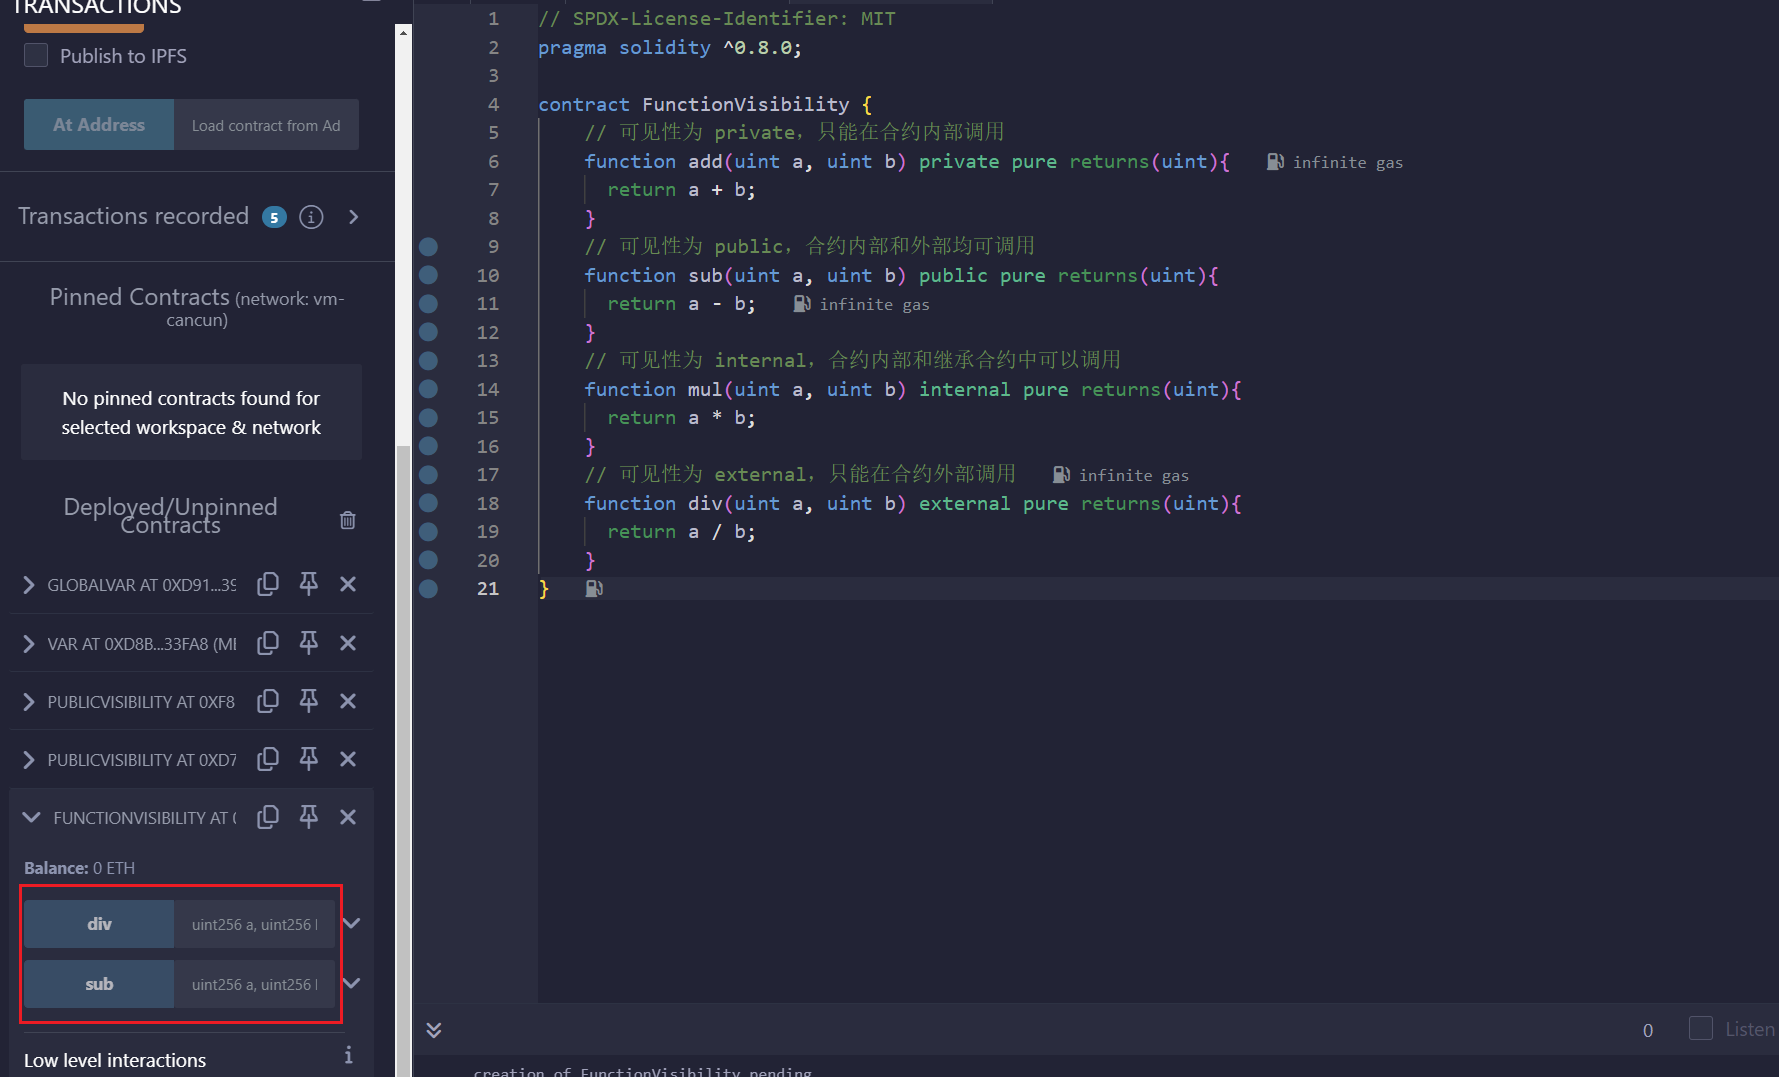 TRANSACTIONS
Publish to IPFS
At Address
Load contract from Ad
Transactions recorded 5
Pinned Contracts (network: vm-
cancun)
No pinned contracts found for
selected workspace & network
Deployed/Unpinned
Contracts
GLOBALVAR AT 0XD91...39
VAR AT 0XD8B...33FA8 (ME
PUBLICVISIBILITY AT 0XF8
PUBLICVISIBILITY AT 0XD7
FUNCTIONVISIBILITY AT 0
Balance: 0 ETH
div uint256 a, uint256 b
sub uint256 a, uint256 b
Low level interactions
1 // SPDX-License-Identifier: MIT
2 pragma solidity ^0.8.0;
3
4 contract FunctionVisibility {
5 // 可见性为 private，只能在合约内部调用
6 function add(uint a, uint b) private pure returns(uint){ infinite gas
7 return a + b;
8 }
9 // 可见性为 public，合约内部和外部均可调用
10 function sub(uint a, uint b) public pure returns(uint){
11 return a - b; infinite gas
12 }
13 // 可见性为 internal，合约内部和继承合约中可以调用
14 function mul(uint a, uint b) internal pure returns(uint){
15 return a * b;
16 }
17 // 可见性为 external，只能在合约外部调用 infinite gas
18 function div(uint a, uint b) external pure returns(uint){
19 return a / b;
20 }
21 }
0 Listen
creation of FunctionVisibility pending